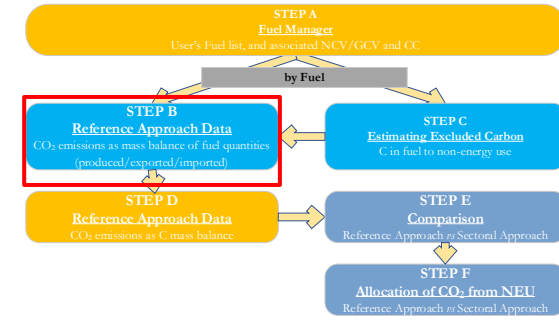 STEP A
Fuel Manager
User's Fuel list, and associated NCV/GCV and CC
by Fuel
STEP B
Reference Approach Data
CO₂ emissions as mass balance of fuel quantities
(produced/exported/imported)
STEP C
Estimating Excluded Carbon
C in fuel to non-energy use
STEP D
Reference Approach Data
CO₂ emissions as C mass balance
STEP E
Comparison
Reference Approach vs Sectoral Approach
STEP F
Allocation of CO₂ from NEU
Reference Approach vs Sectoral Approach